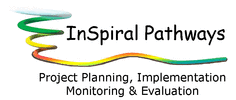 InSpiral Pathways
Project Planning, Implementation
Monitoring & Evaluation